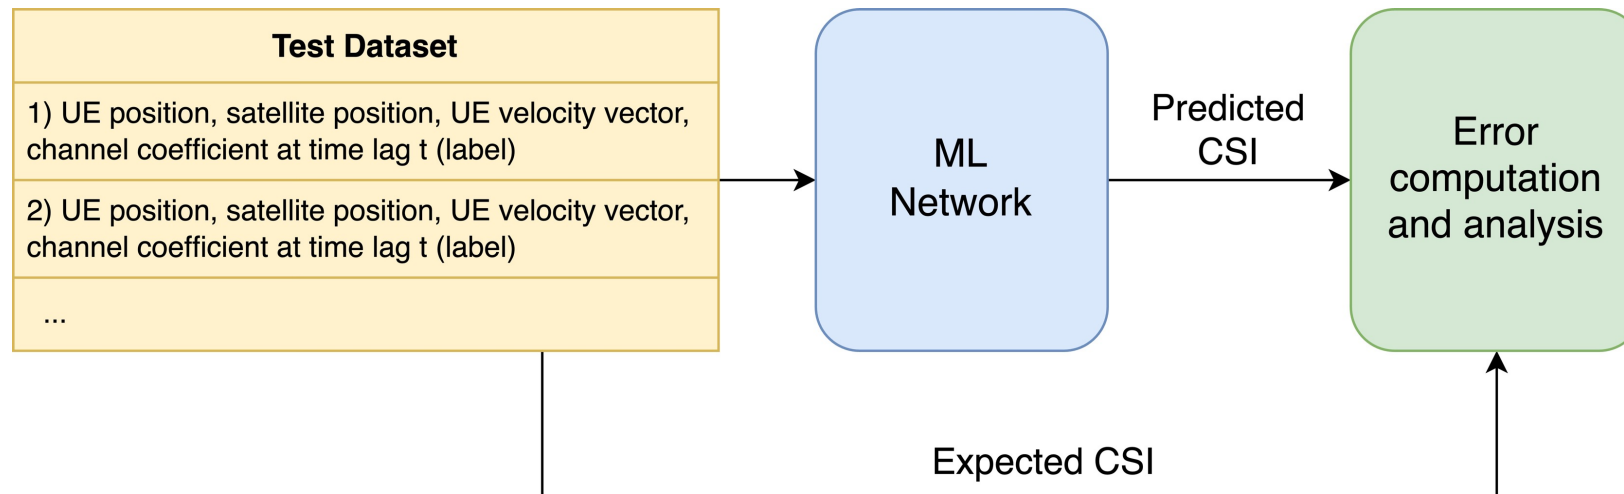 Test Dataset
1) UE position, satellite position, UE velocity vector,
channel coefficient at time lag t (label)
2) UE position, satellite position, UE velocity vector,
channel coefficient at time lag t (label)
...
ML
Network
Predicted
CSI
Error
computation
and analysis
Expected CSI